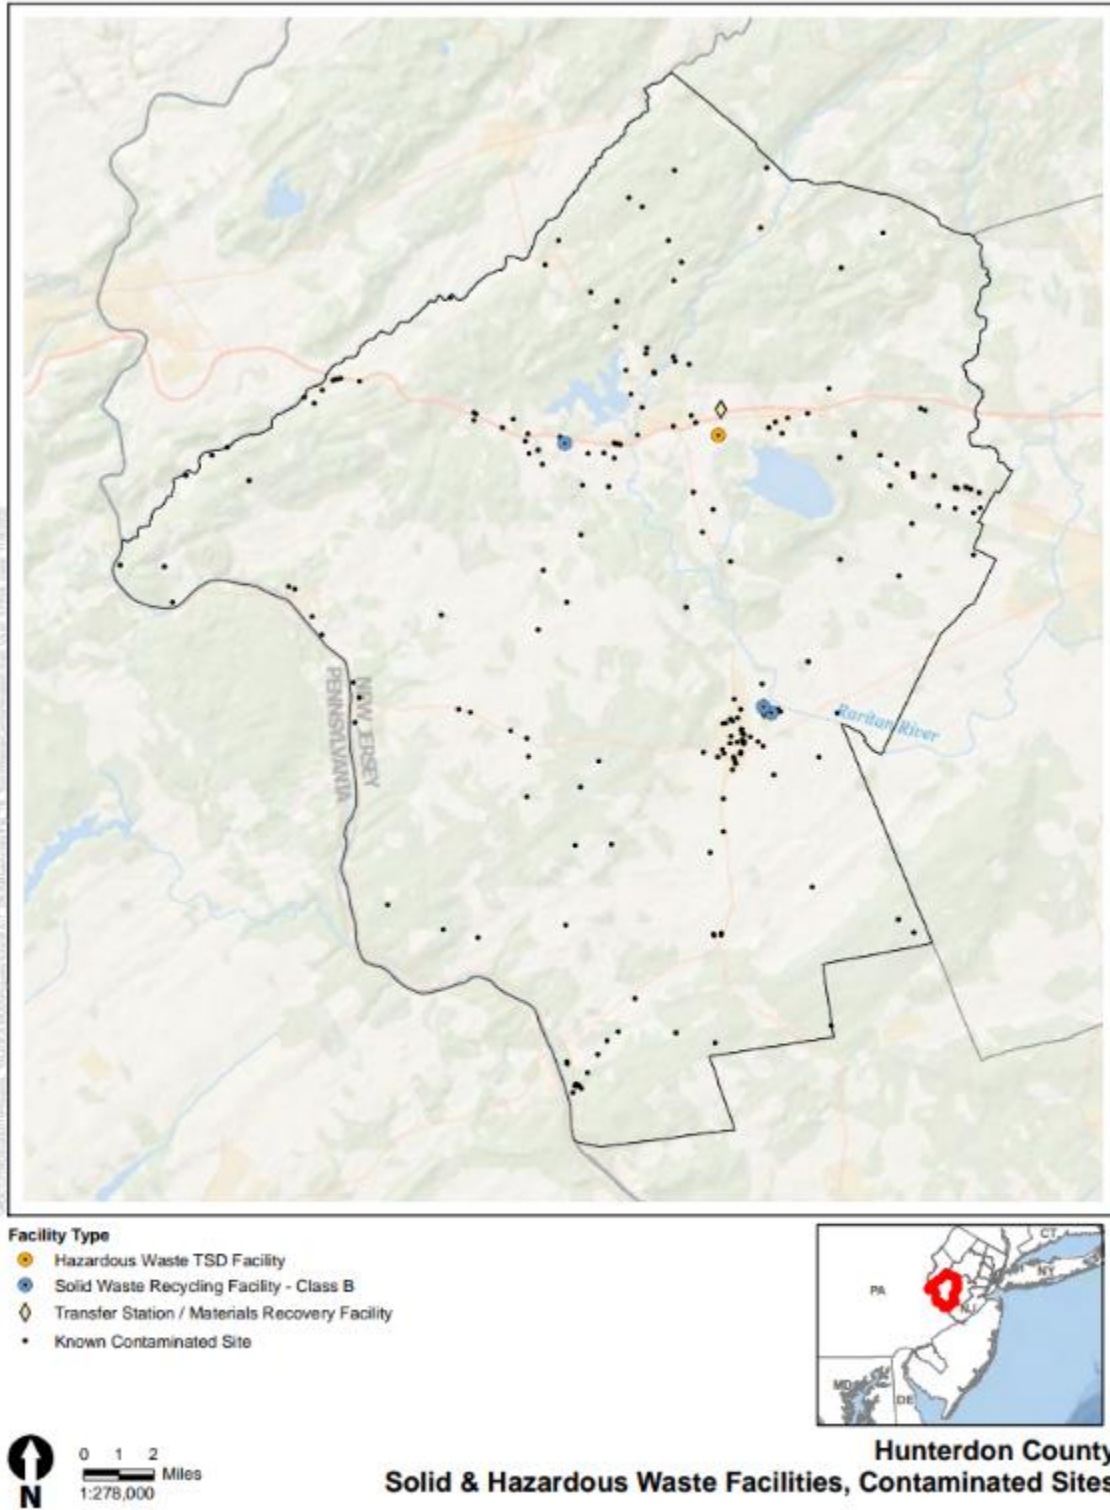 NEW JERSEY
PENNSYLVANIA
Raritan River
Facility Type
Hazardous Waste TSD Facility
Solid Waste Recycling Facility - Class B
Transfer Station / Materials Recovery Facility
Known Contaminated Site
CT
NY
PA
NJ
MD
DE
0 1 2
Miles
1:278,000
N
Hunterdon County
Solid & Hazardous Waste Facilities, Contaminated Sites